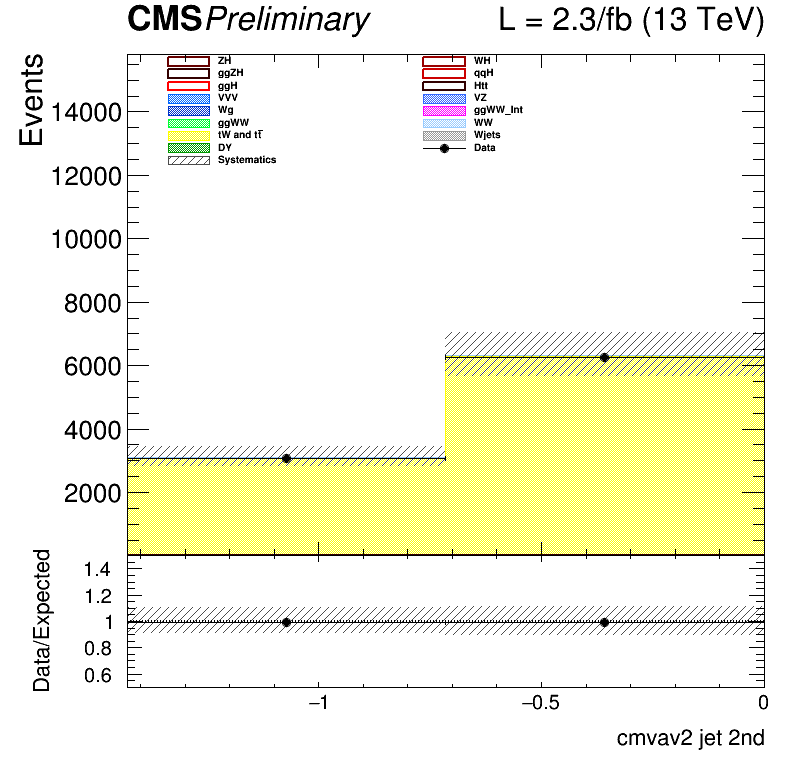 CMS Preliminary L = 2.3/fb (13 TeV)
Events
ZH WH
ggZH qqH
ggH Htt
VVV VZ
Wg ggWW_Int
ggWW WW
tW and tt̅ Wjets
DY Data
Systematics
14000
12000
10000
8000
6000
4000
2000
Data/Expected
1.4
1.2
1
0.8
0.6
−1 −0.5 0
cmvav2 jet 2nd